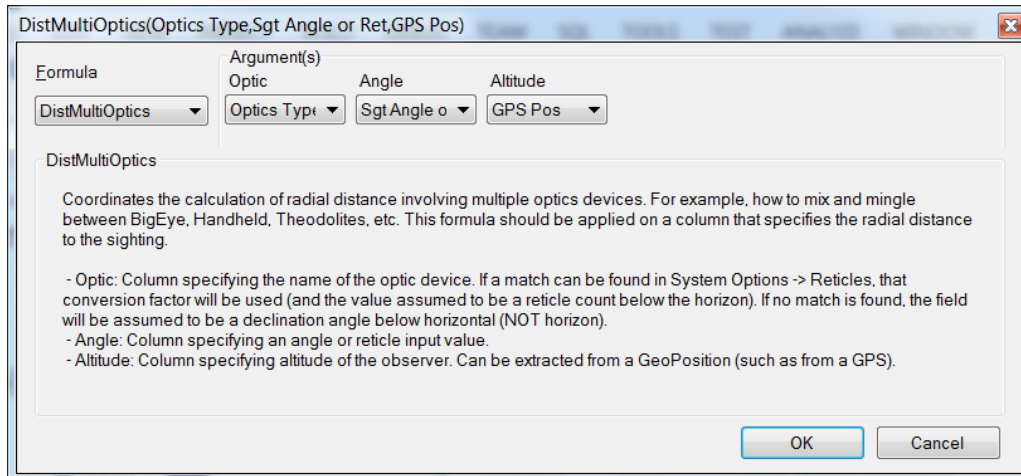 DistMultiOptics(Optics Type,Sgt Angle or Ret,GPS Pos)
TEAM SQL TOOLS TEST ANALYZE WINDOW
Argument(s)
Formula
Optic Angle Altitude
DistMultiOptics Optics Type Sgt Angle o GPS Pos
DistMultiOptics
Coordinates the calculation of radial distance involving multiple optics devices. For example, how to mix and mingle
between BigEye, Handheld, Theodolites, etc. This formula should be applied on a column that specifies the radial distance
to the sighting.
- Optic: Column specifying the name of the optic device. If a match can be found in System Options -> Reticles, that
conversion factor will be used (and the value assumed to be a reticle count below the horizon). If no match is found, the field
will be assumed to be a declination angle below horizontal (NOT horizon).
- Angle: Column specifying an angle or reticle input value.
- Altitude: Column specifying altitude of the observer. Can be extracted from a GeoPosition (such as from a GPS).
OK Cancel